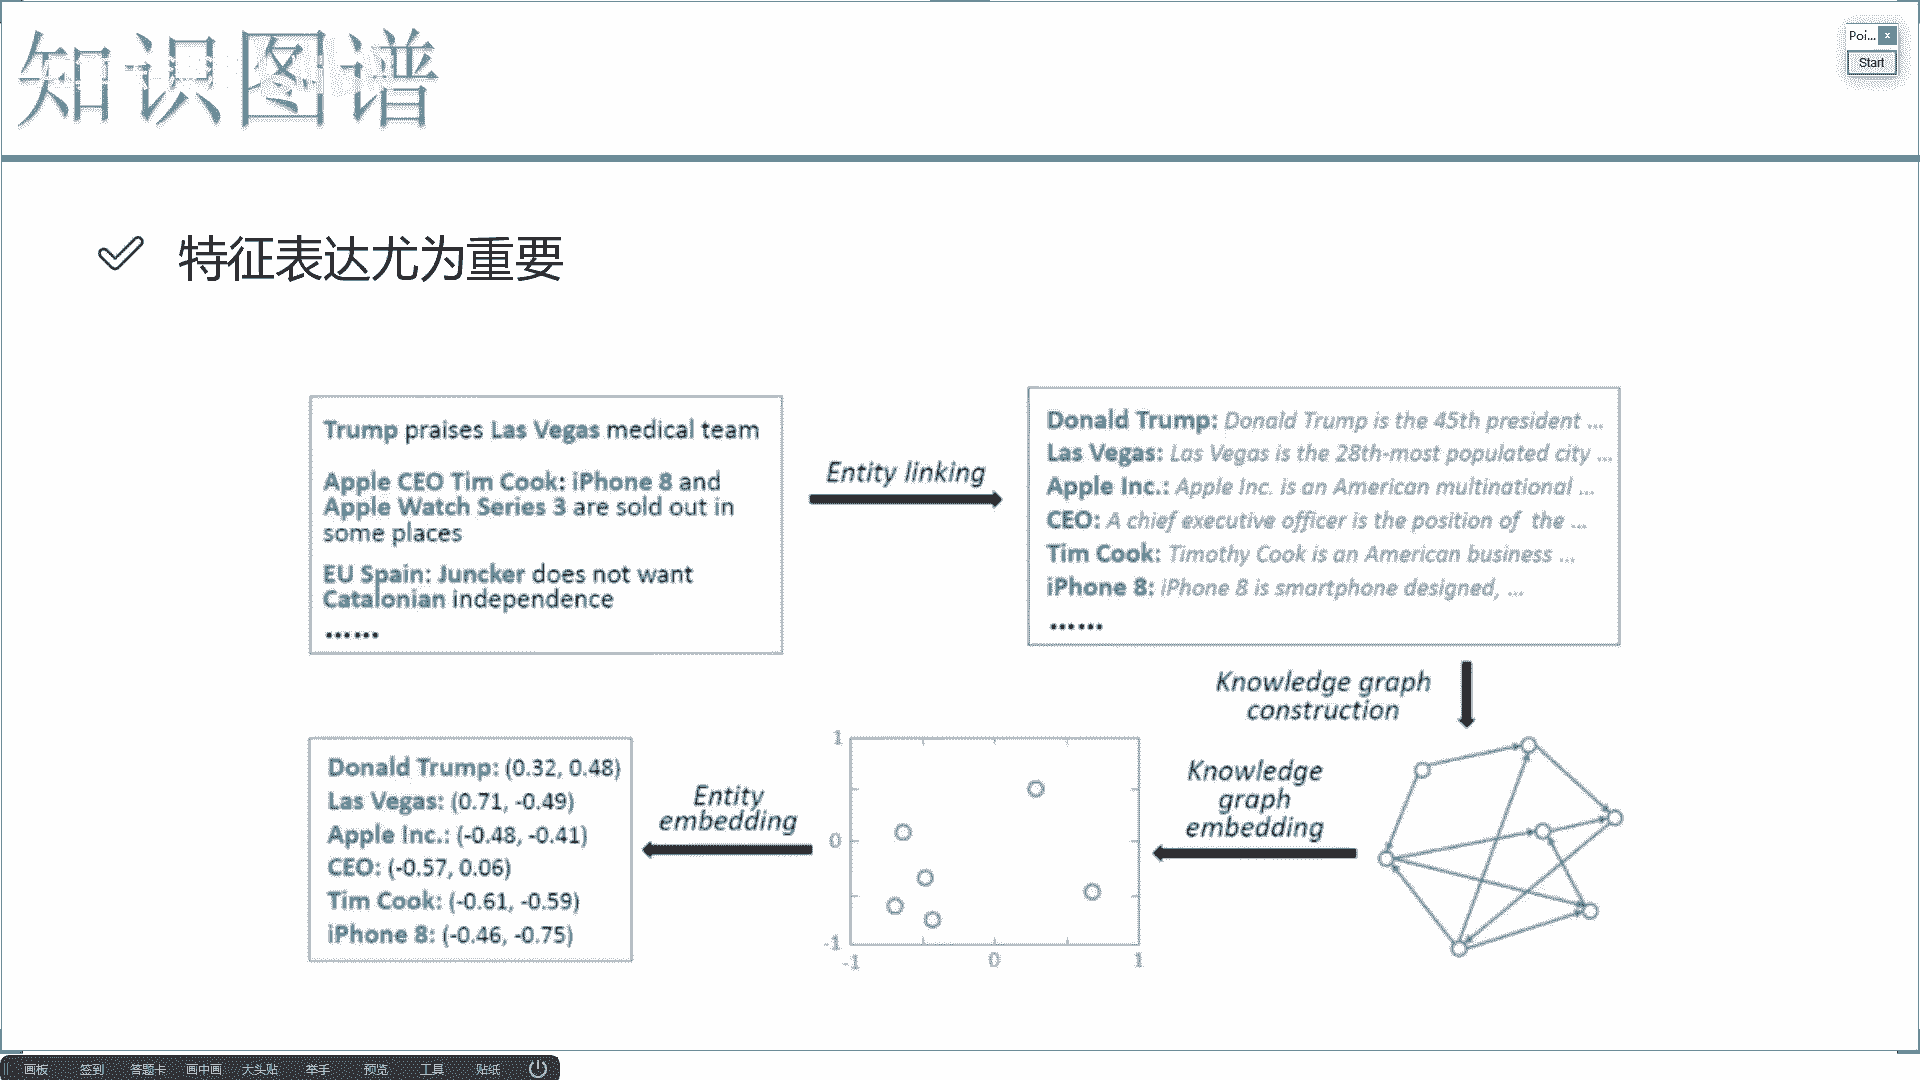 知识图谱
Poi...
x
Start
特征表达尤为重要
Trump praises Las Vegas medical team
Apple CEO Tim Cook: iPhone 8 and
Apple Watch Series 3 are sold out in
some places
EU Spain: Juncker does not want
Catalonian independence
......
Entity linking
Donald Trump: Donald Trump is the 45th president ...
Las Vegas: Las Vegas is the 28th-most populated city ...
Apple Inc.: Apple Inc. is an American multinational ...
CEO: A chief executive officer is the position of the ...
Tim Cook: Timothy Cook is an American business ...
iPhone 8: iPhone 8 is smartphone designed, ...
......
Knowledge graph
construction
Knowledge
graph
embedding
1
0
-1
-1
0
1
Entity
embedding
Donald Trump: (0.32, 0.48)
Las Vegas: (0.71, -0.49)
Apple Inc.: (-0.48, -0.41)
CEO: (-0.57, 0.06)
Tim Cook: (-0.61, -0.59)
iPhone 8: (-0.46, -0.75)
画板 签到 答题卡 画中画 大头贴 举手 预览 工具 贴纸